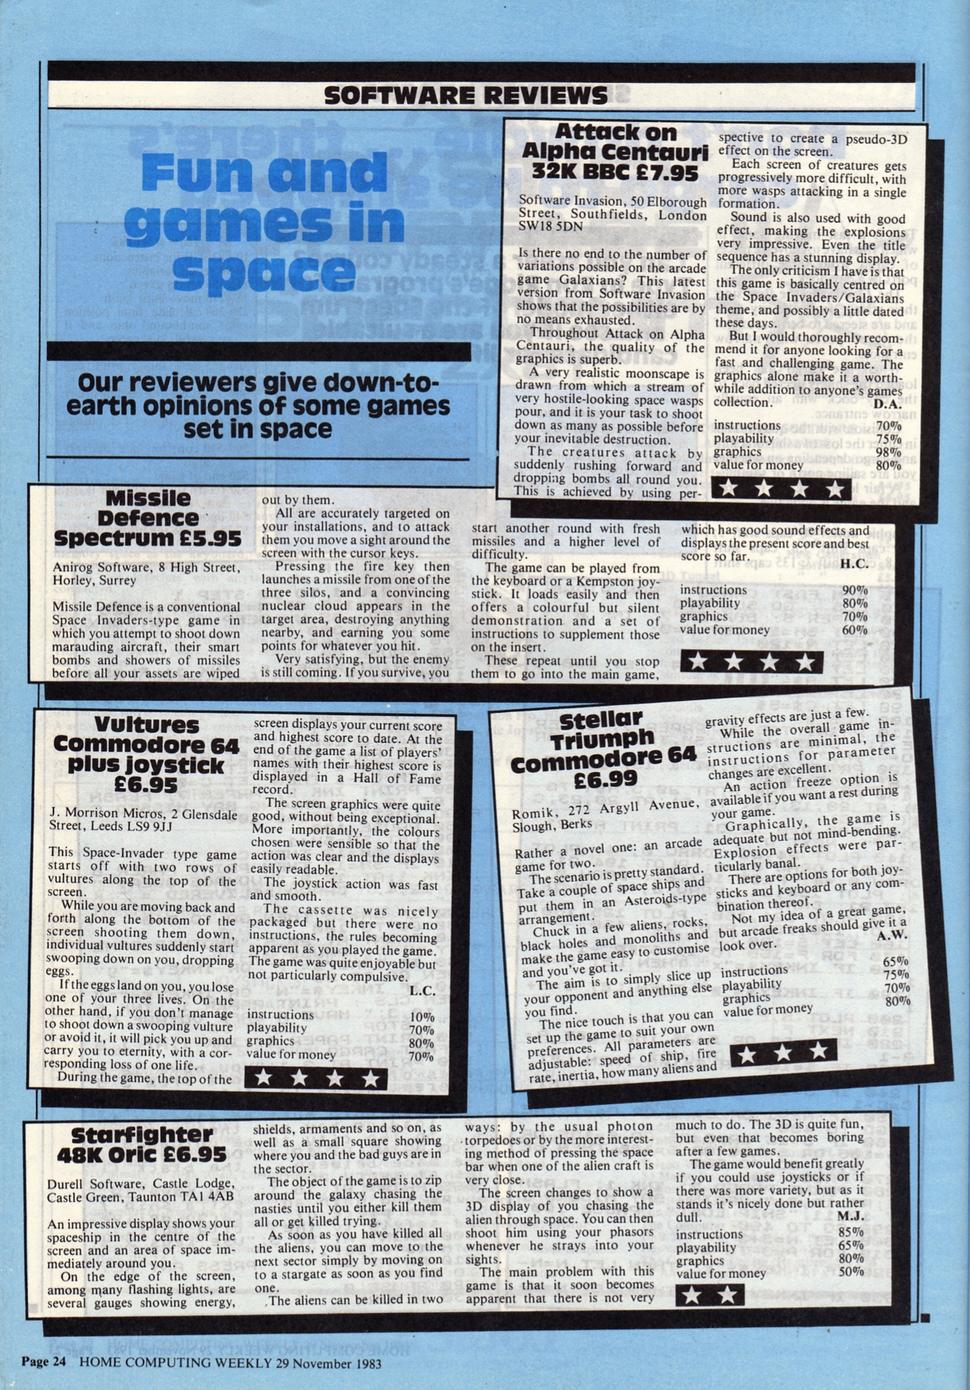 SOFTWARE REVIEWS
Fun and
games in
space
Our reviewers give down-to-
earth opinions of some games
set in space
Attack on
Alpha Centauri
32K BBC £7.95
Software Invasion, 50 Elborough
Street, Southfields, London
SW18 5DN
Is there no end to the number of
variations possible on the arcade
game Galaxians? This latest
version from Software Invasion
shows that the possibilities are by
no means exhausted.
Throughout Attack on Alpha
Centauri, the quality of the
graphics is superb.
A very realistic moonscape is
drawn from which a stream of
very hostile-looking space wasps
pour, and it is your task to shoot
down as many as possible before
your inevitable destruction.
The creatures attack by
suddenly rushing forward and
dropping bombs all round you.
This is achieved by using per-
spective to create a pseudo-3D
effect on the screen.
Each screen of creatures gets
progressively more difficult, with
more wasps attacking in a single
formation.
Sound is also used with good
effect, making the explosions
very impressive. Even the title
sequence has a stunning display.
The only criticism I have is that
this game is basically centred on
the Space Invaders/Galaxians
theme, and possibly a little dated
these days.
But I would thoroughly recom-
mend it for anyone looking for a
fast and challenging game. The
graphics alone make it a worth-
while addition to anyone's games
collection. D.A.
instructions 70%
playability 75%
graphics 98%
value for money 80%
Missile
Defence
Spectrum £5.95
Anirog Software, 8 High Street,
Horley, Surrey
Missile Defence is a conventional
Space Invaders-type game in
which you attempt to shoot down
marauding aircraft, their smart
bombs and showers of missiles
before all your assets are wiped
out by them.
All are accurately targeted on
your installations, and to attack
them you move a sight around the
screen with the cursor keys.
Pressing the fire key then
launches a missile from one of the
three silos, and a convincing
nuclear cloud appears in the
target area, destroying anything
nearby, and earning you some
points for whatever you hit.
Very satisfying, but the enemy
is still coming. If you survive, you
start another round with fresh
missiles and a higher level of
difficulty.
The game can be played from
the keyboard or a Kempston joy-
stick. It loads easily and then
offers a colourful but silent
demonstration and a set of
instructions to supplement those
on the insert.
These repeat until you stop
them to go into the main game,
which has good sound effects and
displays the present score and best
score so far.
H.C.
instructions 90%
playability 80%
graphics 70%
value for money 60%
Vultures
Commodore 64
plus joystick
£6.95
J. Morrison Micros, 2 Glensdale
Street, Leeds LS9 9JJ
This Space-Invader type game
starts off with two rows of
vultures along the top of the
screen.
While you are moving back and
forth along the bottom of the
screen shooting them down,
individual vultures suddenly start
swooping down on you, dropping
eggs.
If the eggs land on you, you lose
one of your three lives. On the
other hand, if you don't manage
to shoot down a swooping vulture
or avoid it, it will pick you up and
carry you to eternity, with a cor-
responding loss of one life.
During the game, the top of the
screen displays your current score
and highest score to date. At the
end of the game a list of players'
names with their highest score is
displayed in a Hall of Fame
record.
The screen graphics were quite
good, without being exceptional.
More importantly, the colours
chosen were sensible so that the
action was clear and the displays
easily readable.
The joystick action was fast
and smooth.
The cassette was nicely
packaged but there were no
instructions, the rules becoming
apparent as you played the game.
The game was quite enjoyable but
not particularly compulsive.
L.C.
instructions 10%
playability 70%
graphics 80%
value for money 70%
Stellar
Triumph
Commodore 64
£6.99
Romik, 272 Argyll Avenue,
Slough, Berks
Rather a novel one: an arcade
game for two.
The scenario is pretty standard.
Take a couple of space ships and
put them in an Asteroids-type
arrangement.
Chuck in a few aliens, rocks,
black holes and monoliths and
make the game easy to customise
and you've got it.
The aim is to simply slice up
your opponent and anything else
you find.
The nice touch is that you can
set up the game to suit your own
preferences. All parameters are
adjustable: speed of ship, fire
rate, inertia, how many aliens and
gravity effects are just a few.
While the overall game in-
structions are minimal, the
instructions for parameter
changes are excellent.
An action freeze option is
available if you want a rest during
your game.
Graphically, the game is
adequate but not mind-bending.
Explosion effects were par-
ticularly banal.
There are options for both joy-
sticks and keyboard or any com-
bination thereof.
Not my idea of a great game,
but arcade freaks should give it a
look over. A.W.
instructions 65%
playability 75%
graphics 70%
value for money 80%
Starfighter
48K Oric £6.95
Durell Software, Castle Lodge,
Castle Green, Taunton TA1 4AB
An impressive display shows your
spaceship in the centre of the
screen and an area of space im-
mediately around you.
On the edge of the screen,
among many flashing lights, are
several gauges showing energy,
shields, armaments and so on, as
well as a small square showing
where you and the bad guys are in
the sector.
The object of the game is to zip
around the galaxy chasing the
nasties until you either kill them
all or get killed trying.
As soon as you have killed all
the aliens, you can move to the
next sector simply by moving on
to a stargate as soon as you find
one.
The aliens can be killed in two
ways: by the usual photon
torpedoes or by the more interest-
ing method of pressing the space
bar when one of the alien craft is
very close.
The screen changes to show a
3D display of you chasing the
alien through space. You can then
shoot him using your phasors
whenever he strays into your
sights.
The main problem with this
game is that it soon becomes
apparent that there is not very
much to do. The 3D is quite fun,
but even that becomes boring
after a few games.
The game would benefit greatly
if you could use joysticks or if
there was more variety, but as it
stands it's nicely done but rather
dull. M.J.
instructions 85%
playability 65%
graphics 80%
value for money 50%
Page 24 HOME COMPUTING WEEKLY 29 November 1983